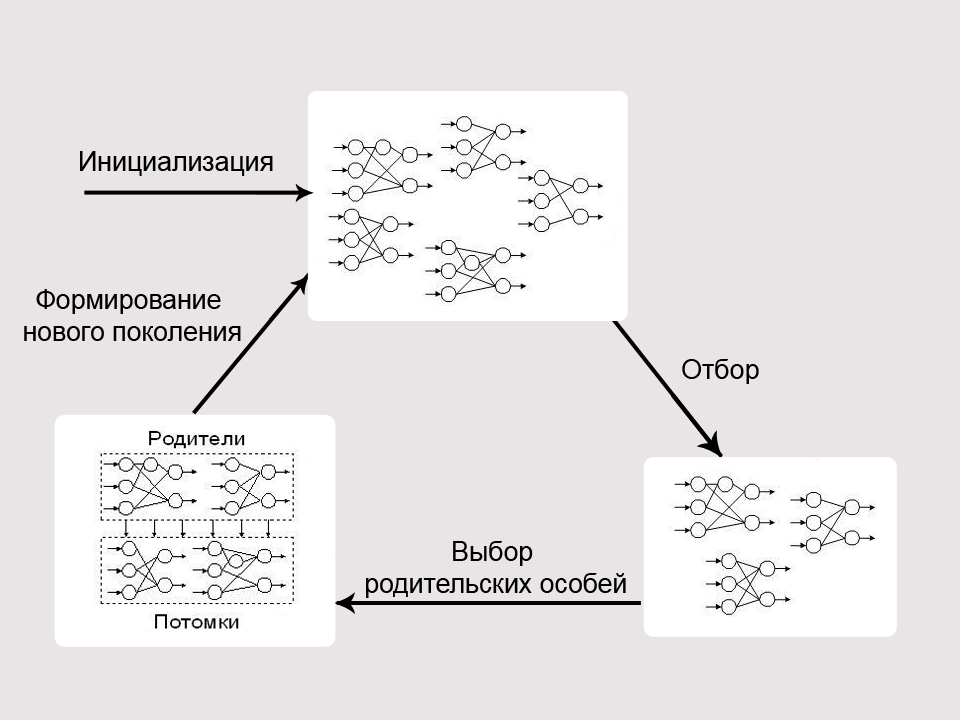 Инициализация
Формирование
нового поколения
Отбор
Родители
Выбор
родительских особей
Потомки